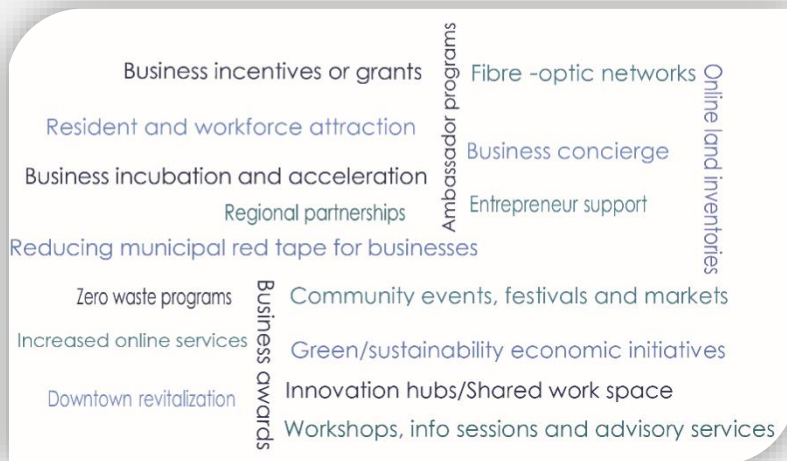 Business incentives or grants
Ambassador programs
Fibre -optic networks
Online land inventories
Resident and workforce attraction
Business concierge
Business incubation and acceleration
Regional partnerships
Entrepreneur support
Reducing municipal red tape for businesses
Zero waste programs
Business awards
Community events, festivals and markets
Increased online services
Green/sustainability economic initiatives
Downtown revitalization
Innovation hubs/Shared work space
Workshops, info sessions and advisory services